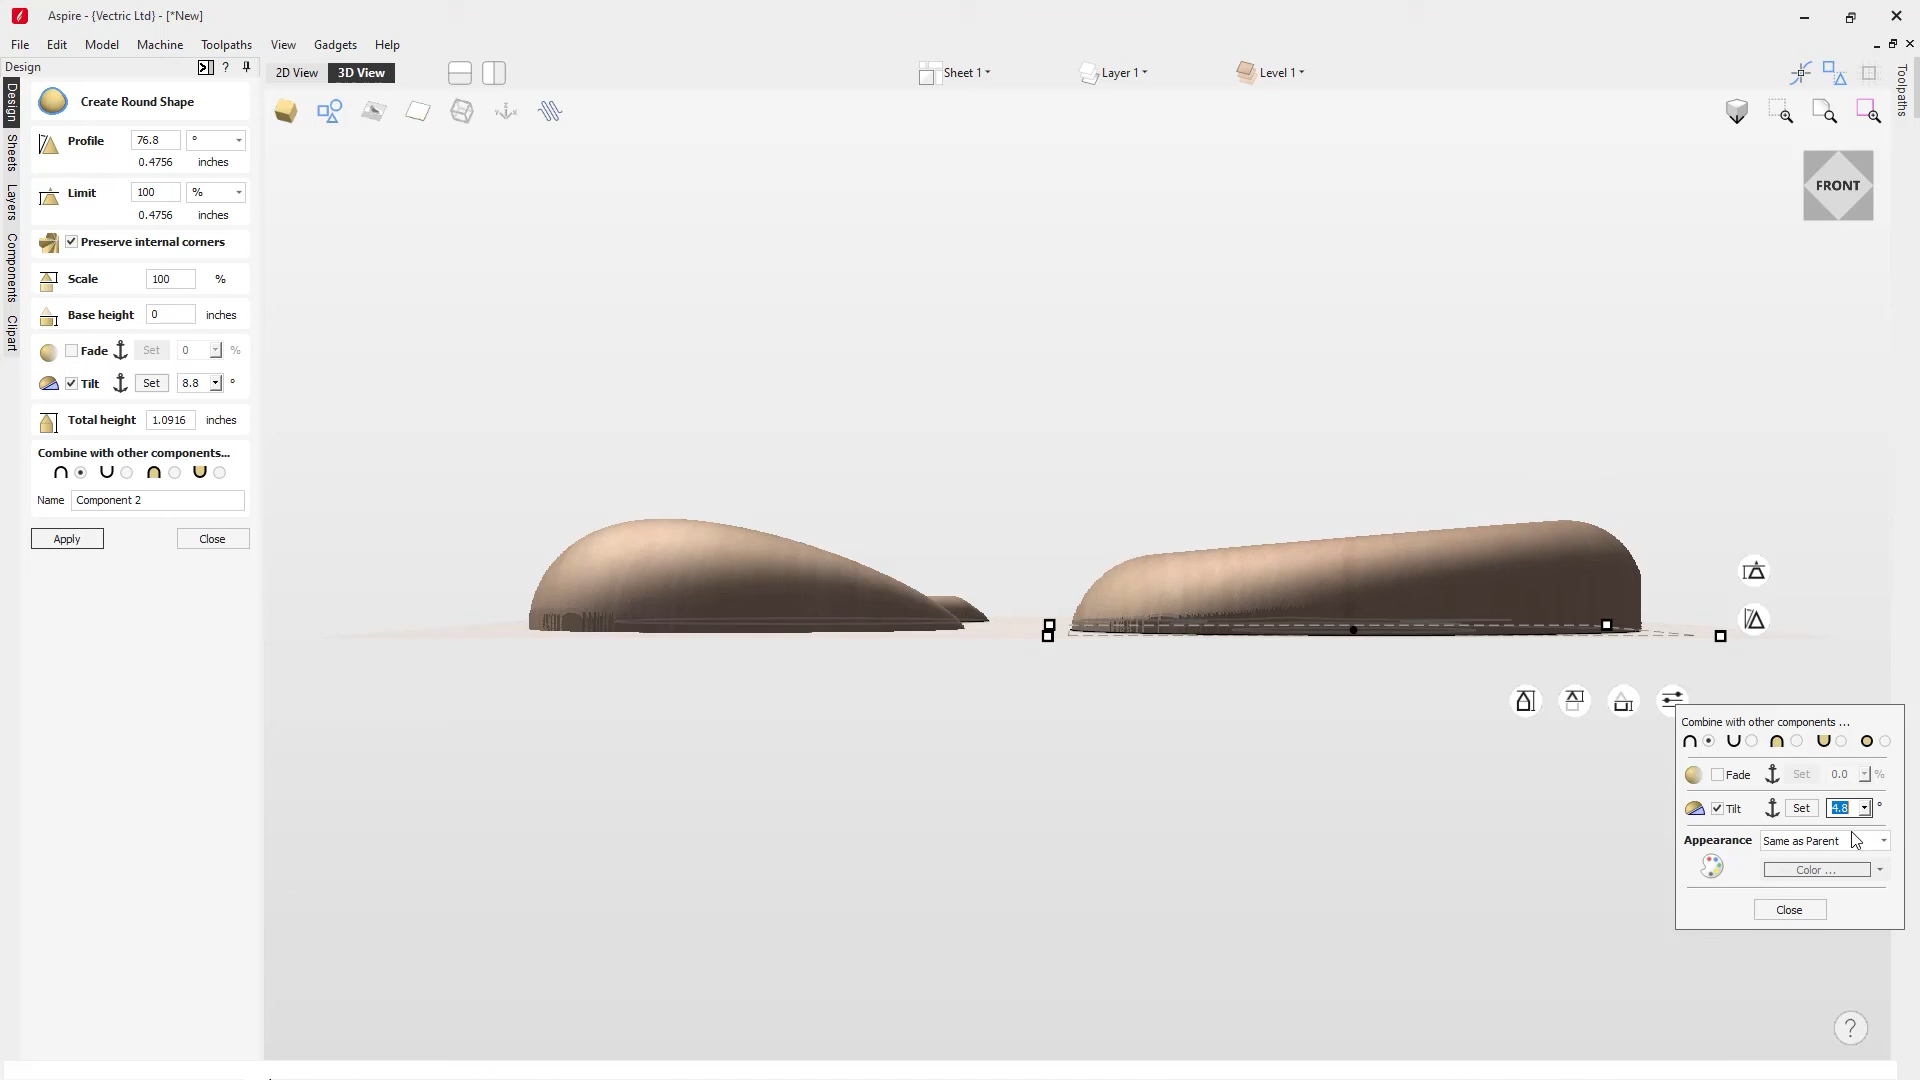 Aspire - {Vectric Ltd} - [*New]
File Edit Model Machine Toolpaths View Gadgets Help
Design ?
2D View 3D View Sheet 1 Layer 1 Level 1
Design
Sheets
Layers
Components
Clipart
Toolpaths
Create Round Shape
Profile 76.8 °
0.4756 inches
Limit 100 %
0.4756 inches
Preserve internal corners
Scale 100 %
Base height 0 inches
Fade Set 0 %
Tilt Set 8.8 °
Total height 1.0916 inches
Combine with other components...
Name Component 2
Apply Close
FRONT
Combine with other components ...
Fade Set 0.0 %
Tilt Set 4.8 °
Appearance Same as Parent
Color ...
Close
?